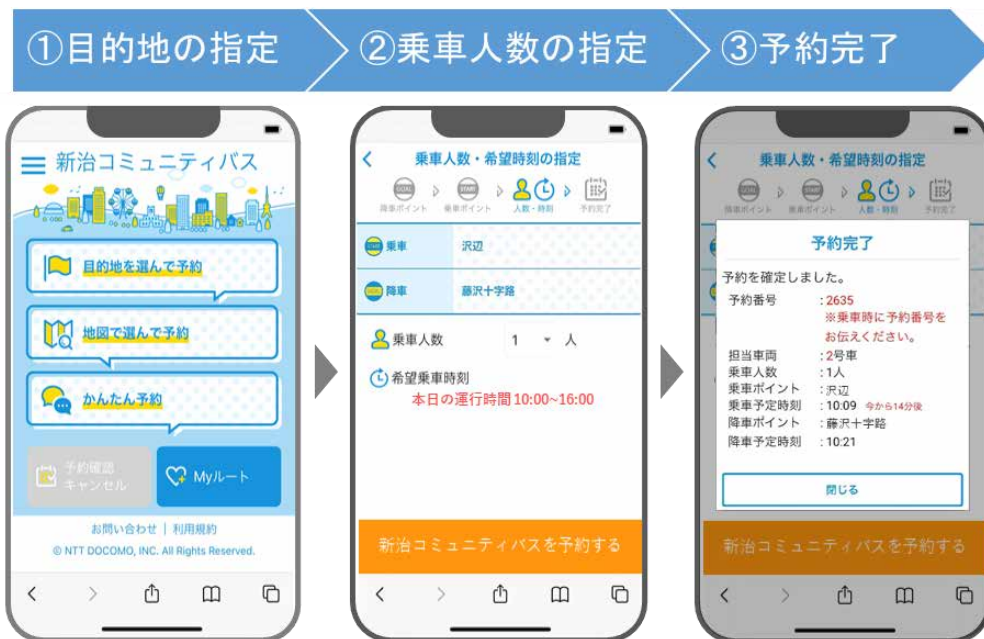 ①目的地の指定
②乗車人数の指定
③予約完了
新治コミュニティバス
目的地を選んで予約
地図で選んで予約
かんたん予約
予約確認
キャンセル
Myルート
お問い合わせ | 利用規約
© NTT DOCOMO, INC. All Rights Reserved.
乗車人数・希望時刻の指定
GOAL START
降車ポイント 乗車ポイント 人数・時刻 予約完了
乗車 沢辺
降車 藤沢十字路
乗車人数 1 人
希望乗車時刻
本日の運行時間10:00~16:00
新治コミュニティバスを予約する
乗車人数・希望時刻の指定
GOAL START
降車ポイント 乗車ポイント 人数・時刻 予約完了
予約完了
予約を確定しました。
予約番号 :2635
※乗車時に予約番号を
お伝えください。
担当車両 :2号車
乗車人数 :1人
乗車ポイント :沢辺
乗車予定時刻 :10:09 今から14分後
降車ポイント :藤沢十字路
降車予定時刻 :10:21
閉じる
新治コミュニティバスを予約する